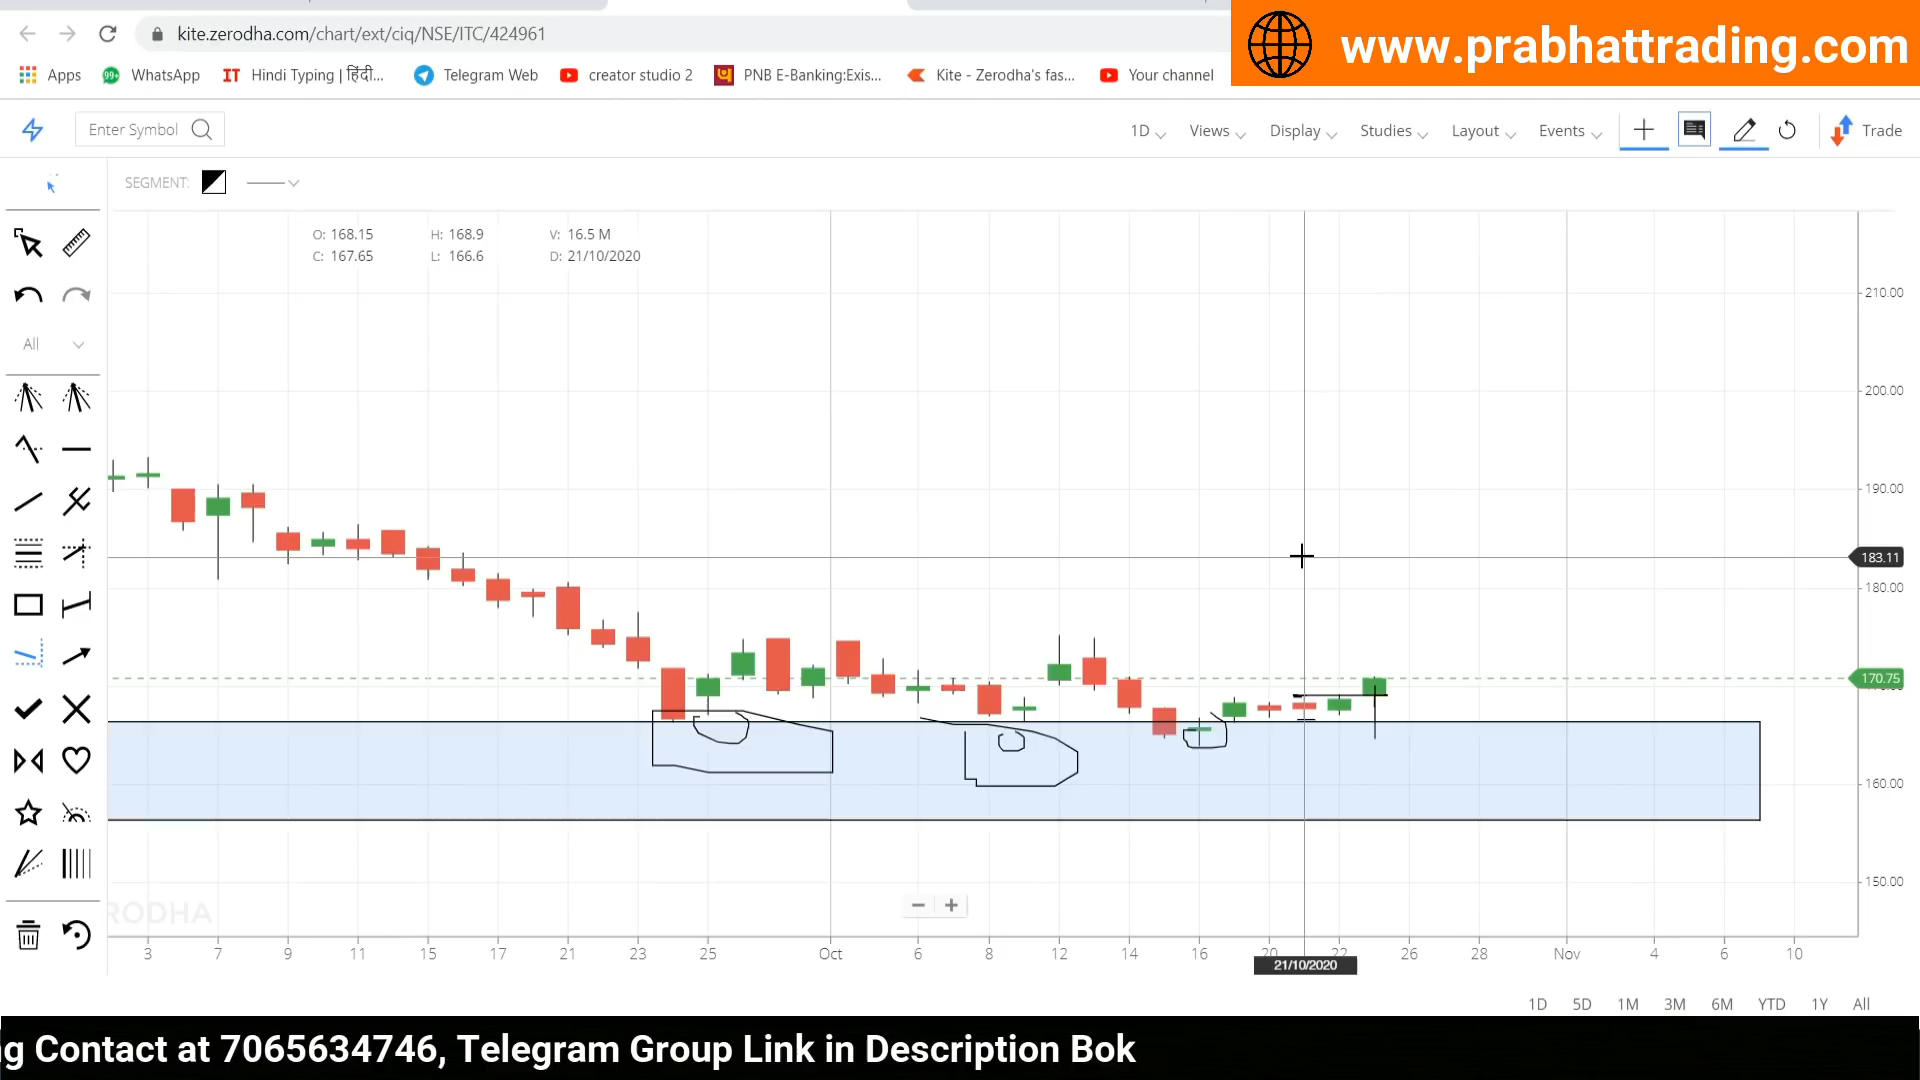 kite.zerodha.com/chart/ext/ciq/NSE/ITC/424961
www.prabhattrading.com
Apps 99+ WhatsApp IT Hindi Typing | हिंदी... Telegram Web creator studio 2 PNB E-Banking:Exis... Kite - Zerodha's fas... Your channel
Enter Symbol 1D Views Display Studies Layout Events Trade
SEGMENT:
O: 168.15 H: 168.9 V: 16.5 M
C: 167.65 L: 166.6 D: 21/10/2020
210.00
All
200.00
190.00
183.11
180.00
170.75
160.00
150.00
RODHA
3 7 9 11 15 17 21 23 25 Oct 6 8 12 14 16 20 22 26 28 Nov 4 6 10
21/10/2020
1D 5D 1M 3M 6M YTD 1Y All
g Contact at 7065634746, Telegram Group Link in Description Bok